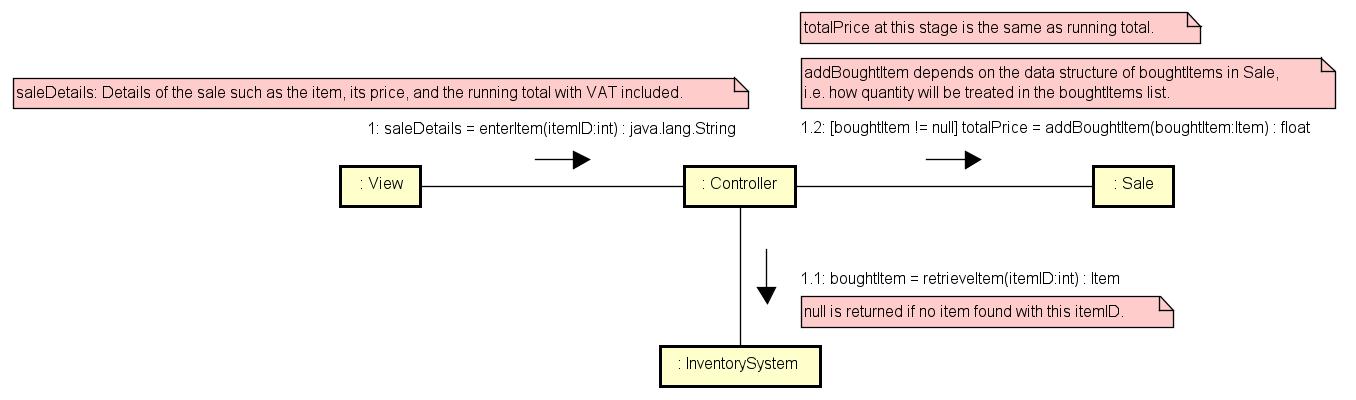 totalPrice at this stage is the same as running total.
addBoughtItem depends on the data structure of boughtItems in Sale,
i.e. how quantity will be treated in the boughtItems list.
saleDetails: Details of the sale such as the item, its price, and the running total with VAT included.
1: saleDetails = enterItem(itemID:int) : java.lang.String
1.2: [boughtItem != null] totalPrice = addBoughtItem(boughtItem:Item) : float
: View
: Controller
: Sale
1.1: boughtItem = retrieveItem(itemID:int) : Item
null is returned if no item found with this itemID.
: InventorySystem